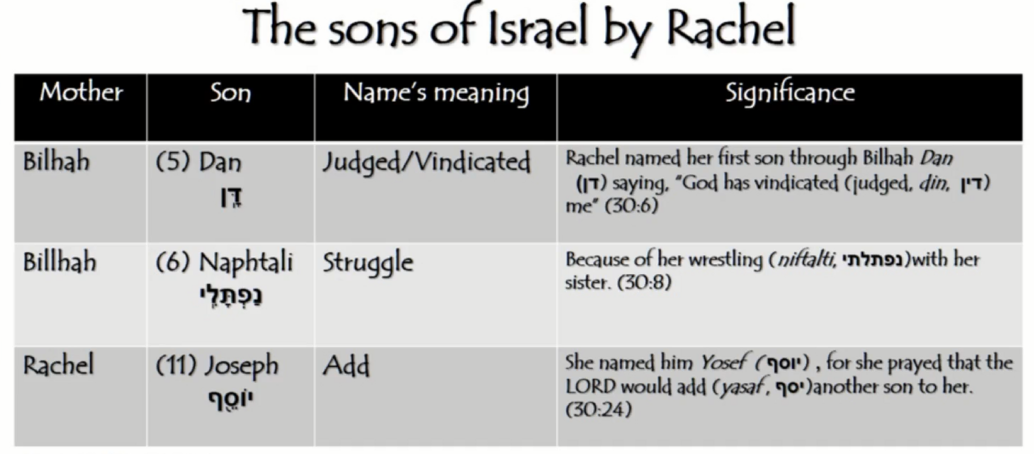 The sons of Israel by Rachel
Mother Son Name's meaning Significance
Bilhah (5) Dan Judged/Vindicated
דָּן
Rachel named her first son through Bilhah Dan
(דן) saying, "God has vindicated (judged, din, דין)
me" (30:6)
Billhah (6) Naphtali Struggle
נַפְתָּלִי
Because of her wrestling (niftalti, נפתלתי)with her
sister. (30:8)
Rachel (11) Joseph Add
יוֹסֵף
She named him Yosef (יוסף) , for she prayed that the
LORD would add (yasaf, יסף)another son to her.
(30:24)